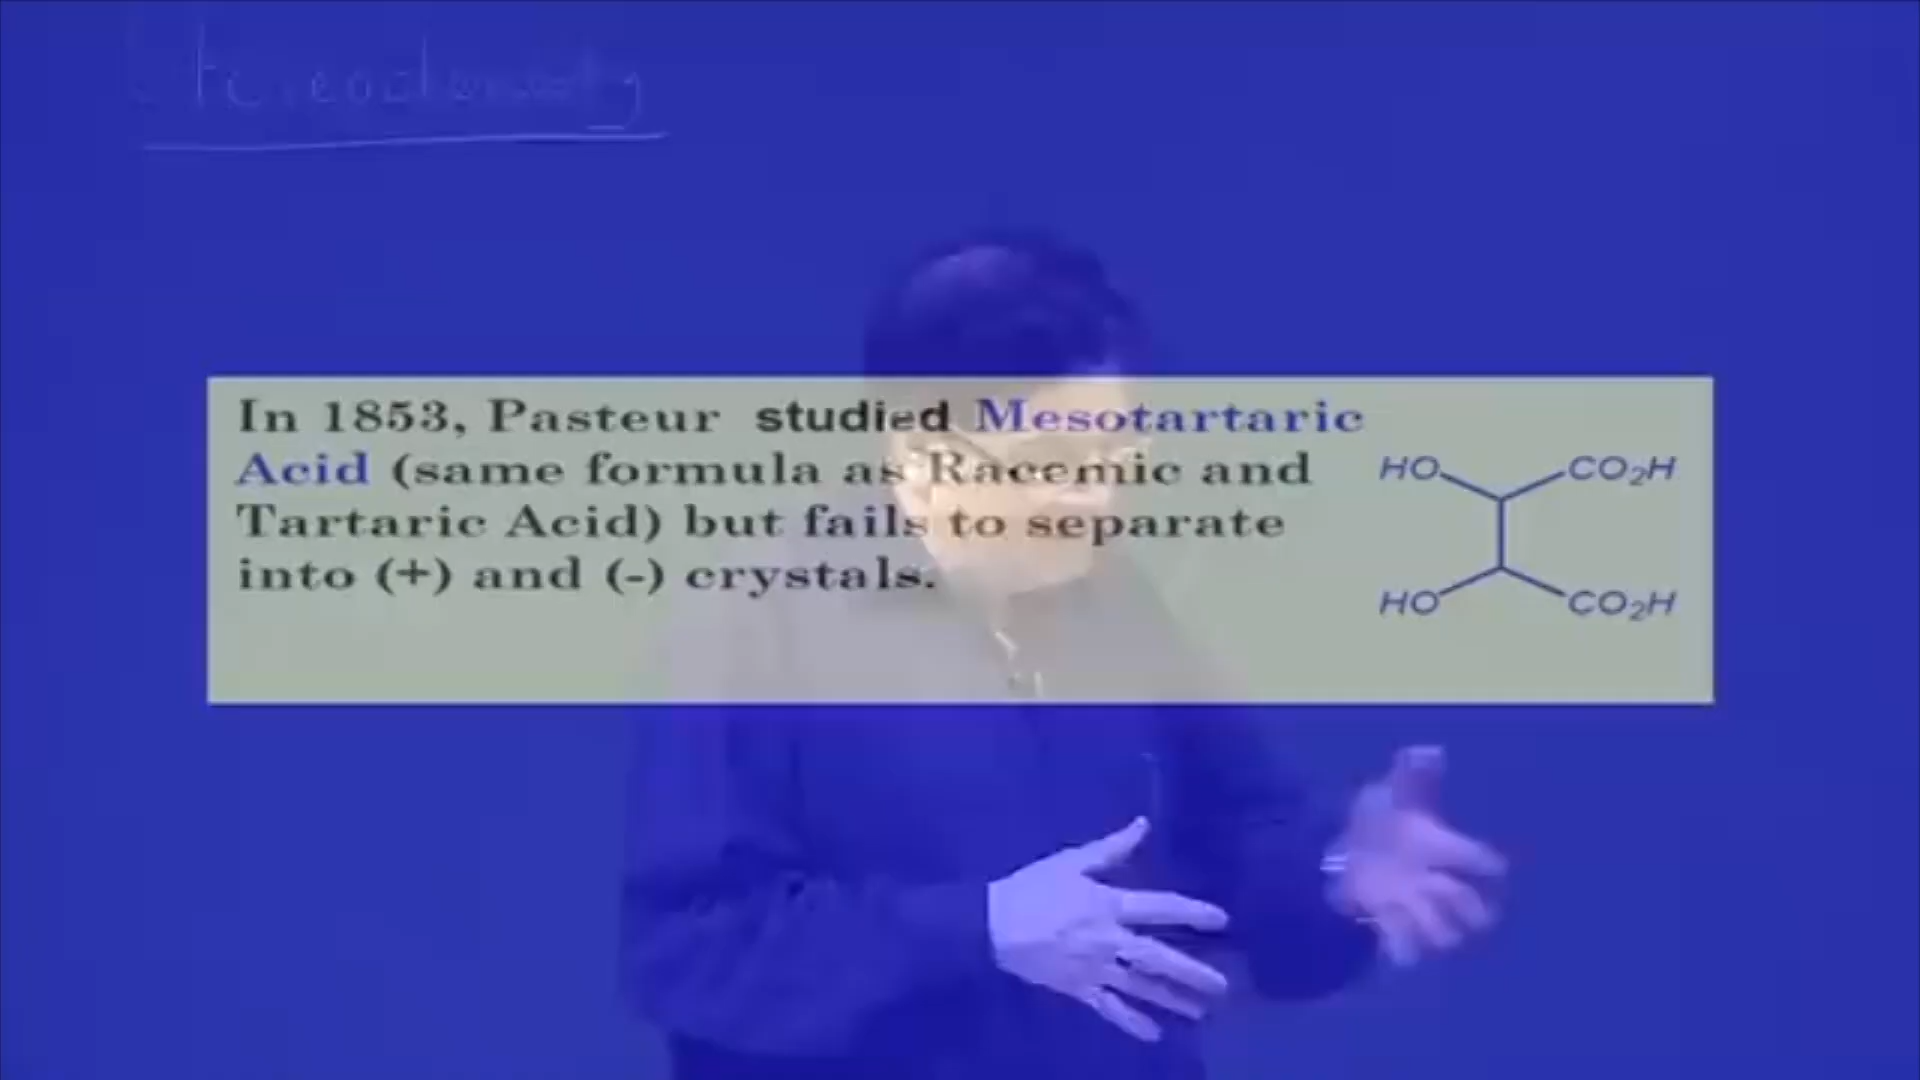 Stereochemistry
In 1853, Pasteur studied Mesotartaric
Acid (same formula as Racemic and
Tartaric Acid) but fails to separate
into (+) and (-) crystals.
HO CO₂H
HO CO₂H